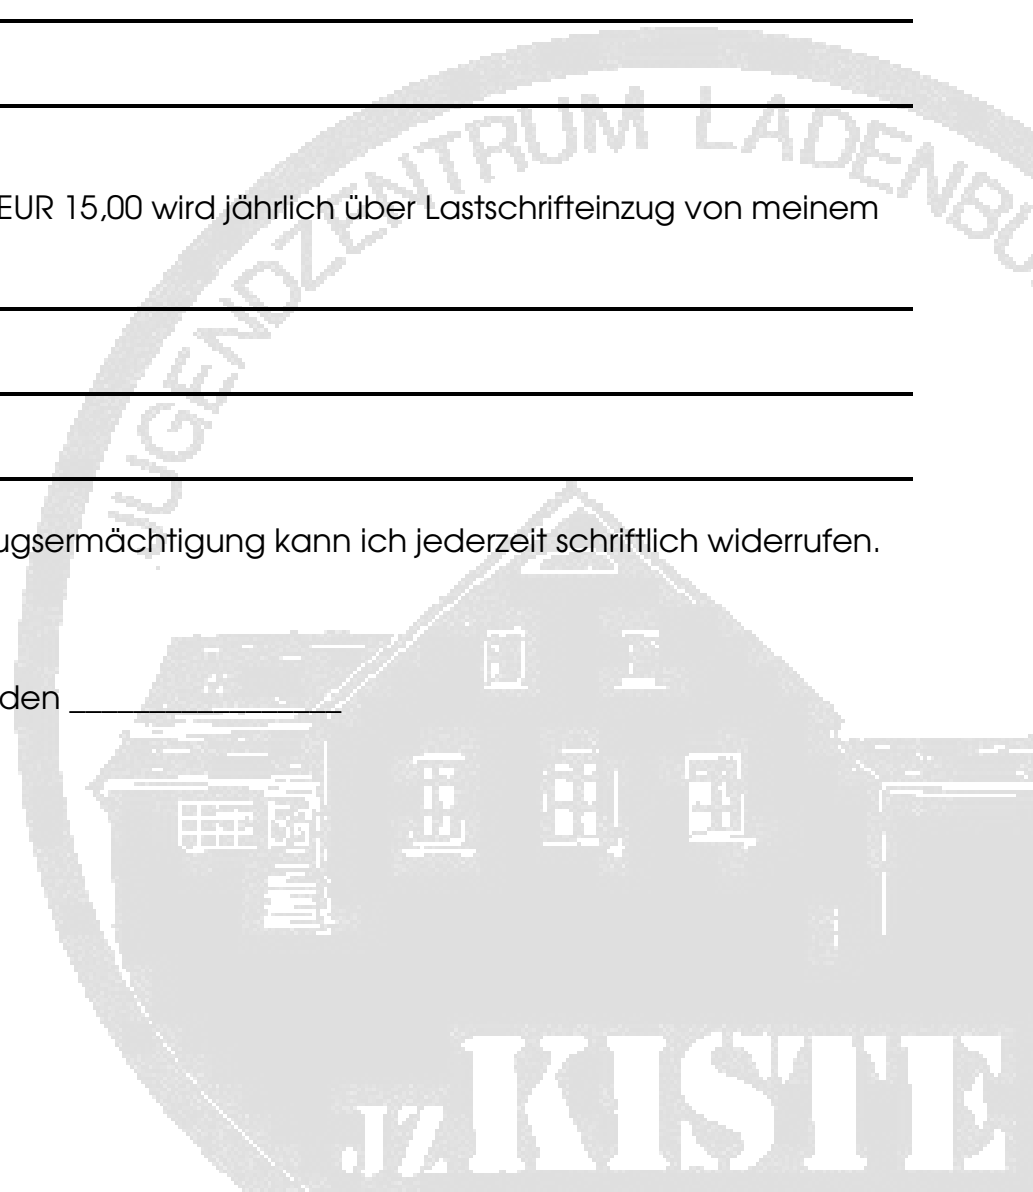 JUGENDZENTRUM LADENBU
EUR 15,00 wird jährlich über Lastschrifteinzug von meinem
ugsermächtigung kann ich jederzeit schriftlich widerrufen.
den _________________
JZ KISTE